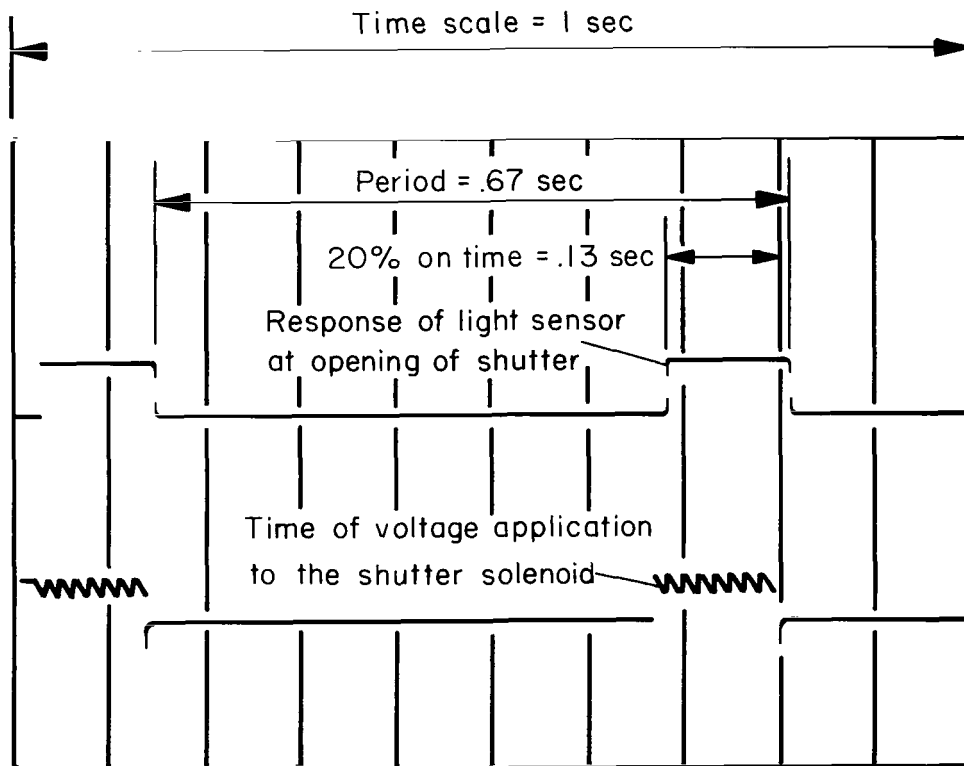 Time scale = 1 sec
Period = .67 sec
20% on time = .13 sec
Response of light sensor
at opening of shutter
Time of voltage application
to the shutter solenoid